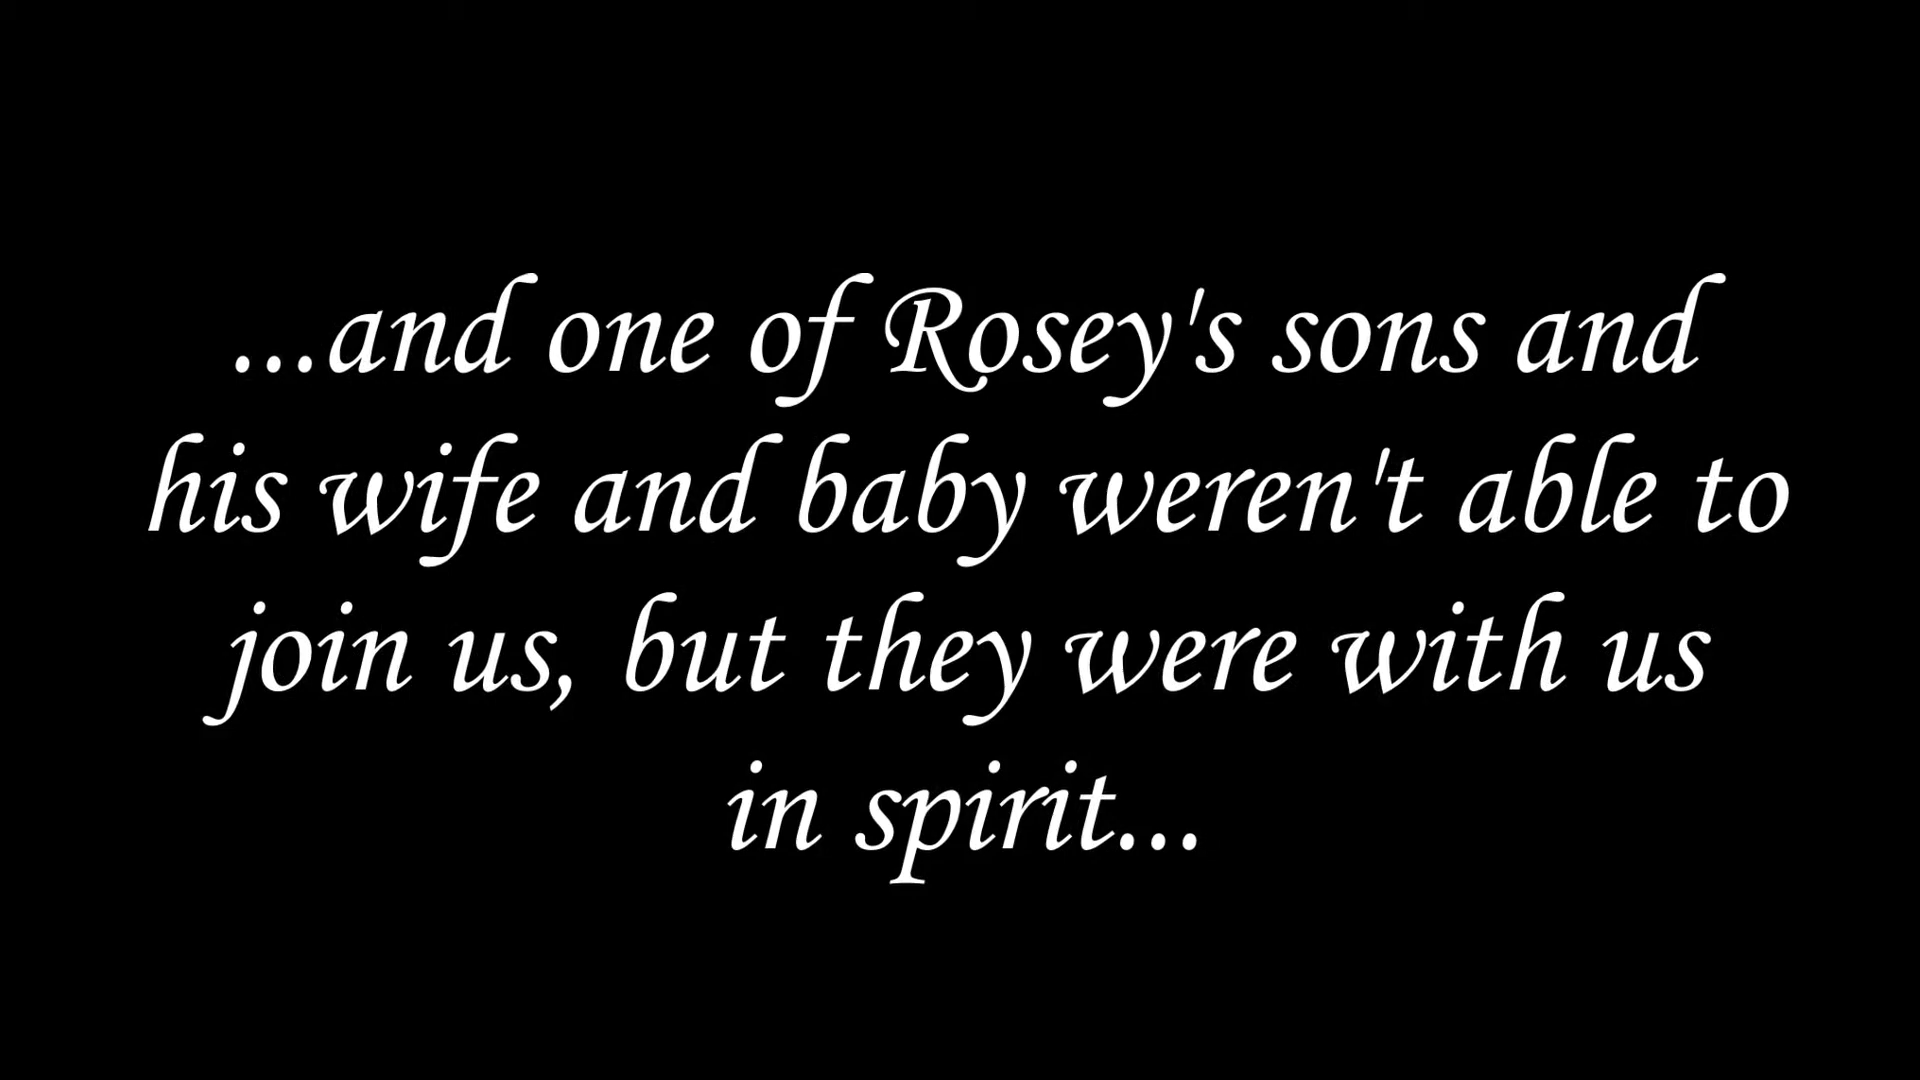 ...and one of Rosey's sons and
his wife and baby weren't able to
join us, but they were with us
in spirit...